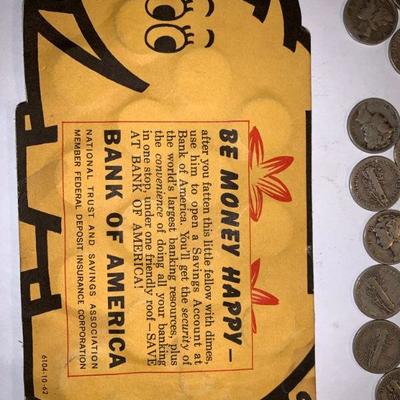 BE MONEY HAPPY—
after you fatten this little fellow with dimes,
use him to open a Savings Account at
Bank of America. You'll get the security of
the world's largest banking resources, plus
the convenience of doing all your banking
in one stop, under one friendly roof—SAVE
AT BANK OF AMERICA!
BANK OF AMERICA
NATIONAL TRUST AND SAVINGS ASSOCIATION
MEMBER FEDERAL DEPOSIT INSURANCE CORPORATION
6104-10-62